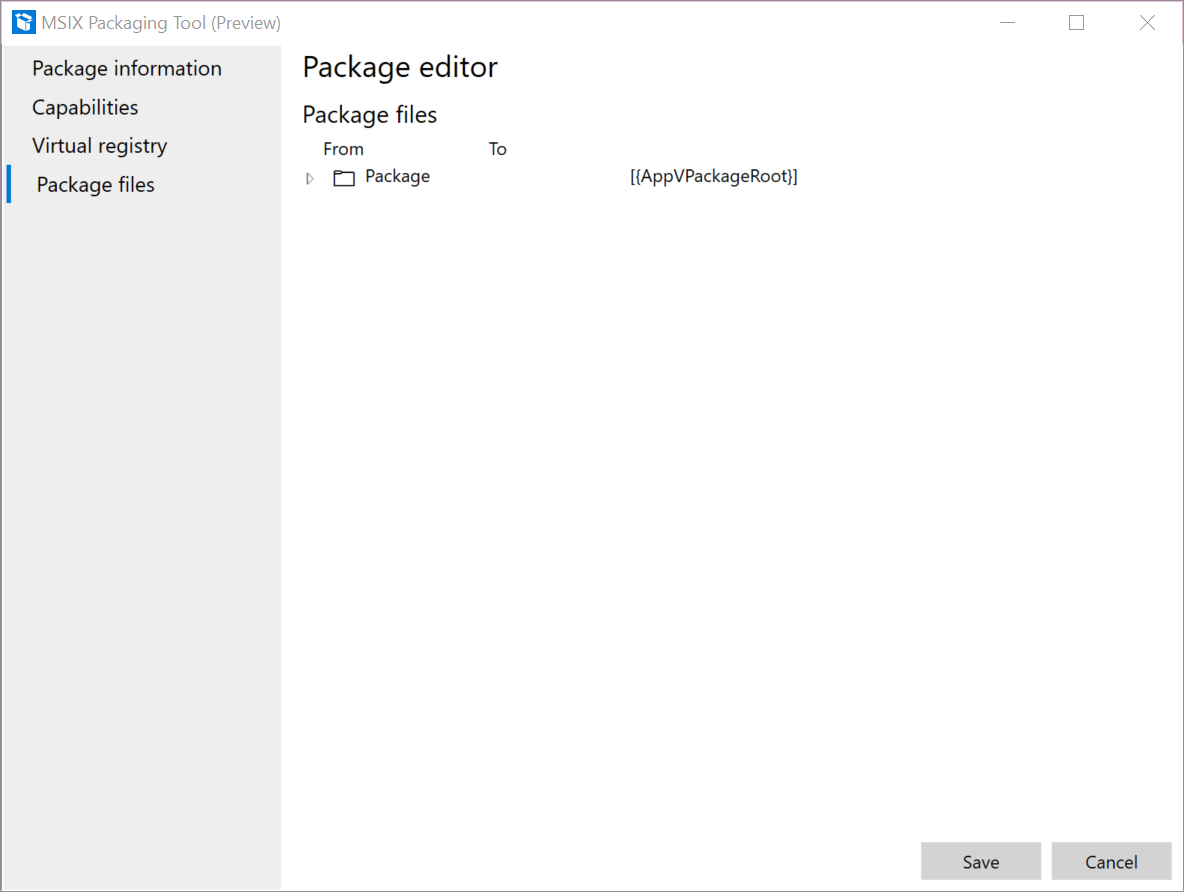 MSIX Packaging Tool (Preview)
Package information
Capabilities
Virtual registry
Package files
Package editor
Package files
From To
Package [{AppVPackageRoot}]
Save Cancel